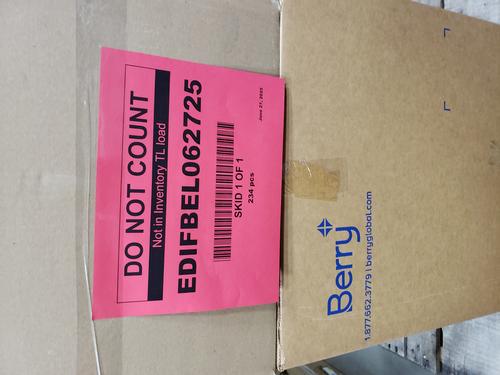 DO NOT COUNT
Not in Inventory TL load
EDIFBEL062725
SKID 1 OF 1
234 pcs
June 27, 2025
Berry
1.877.662.3779 | berryglobal.com